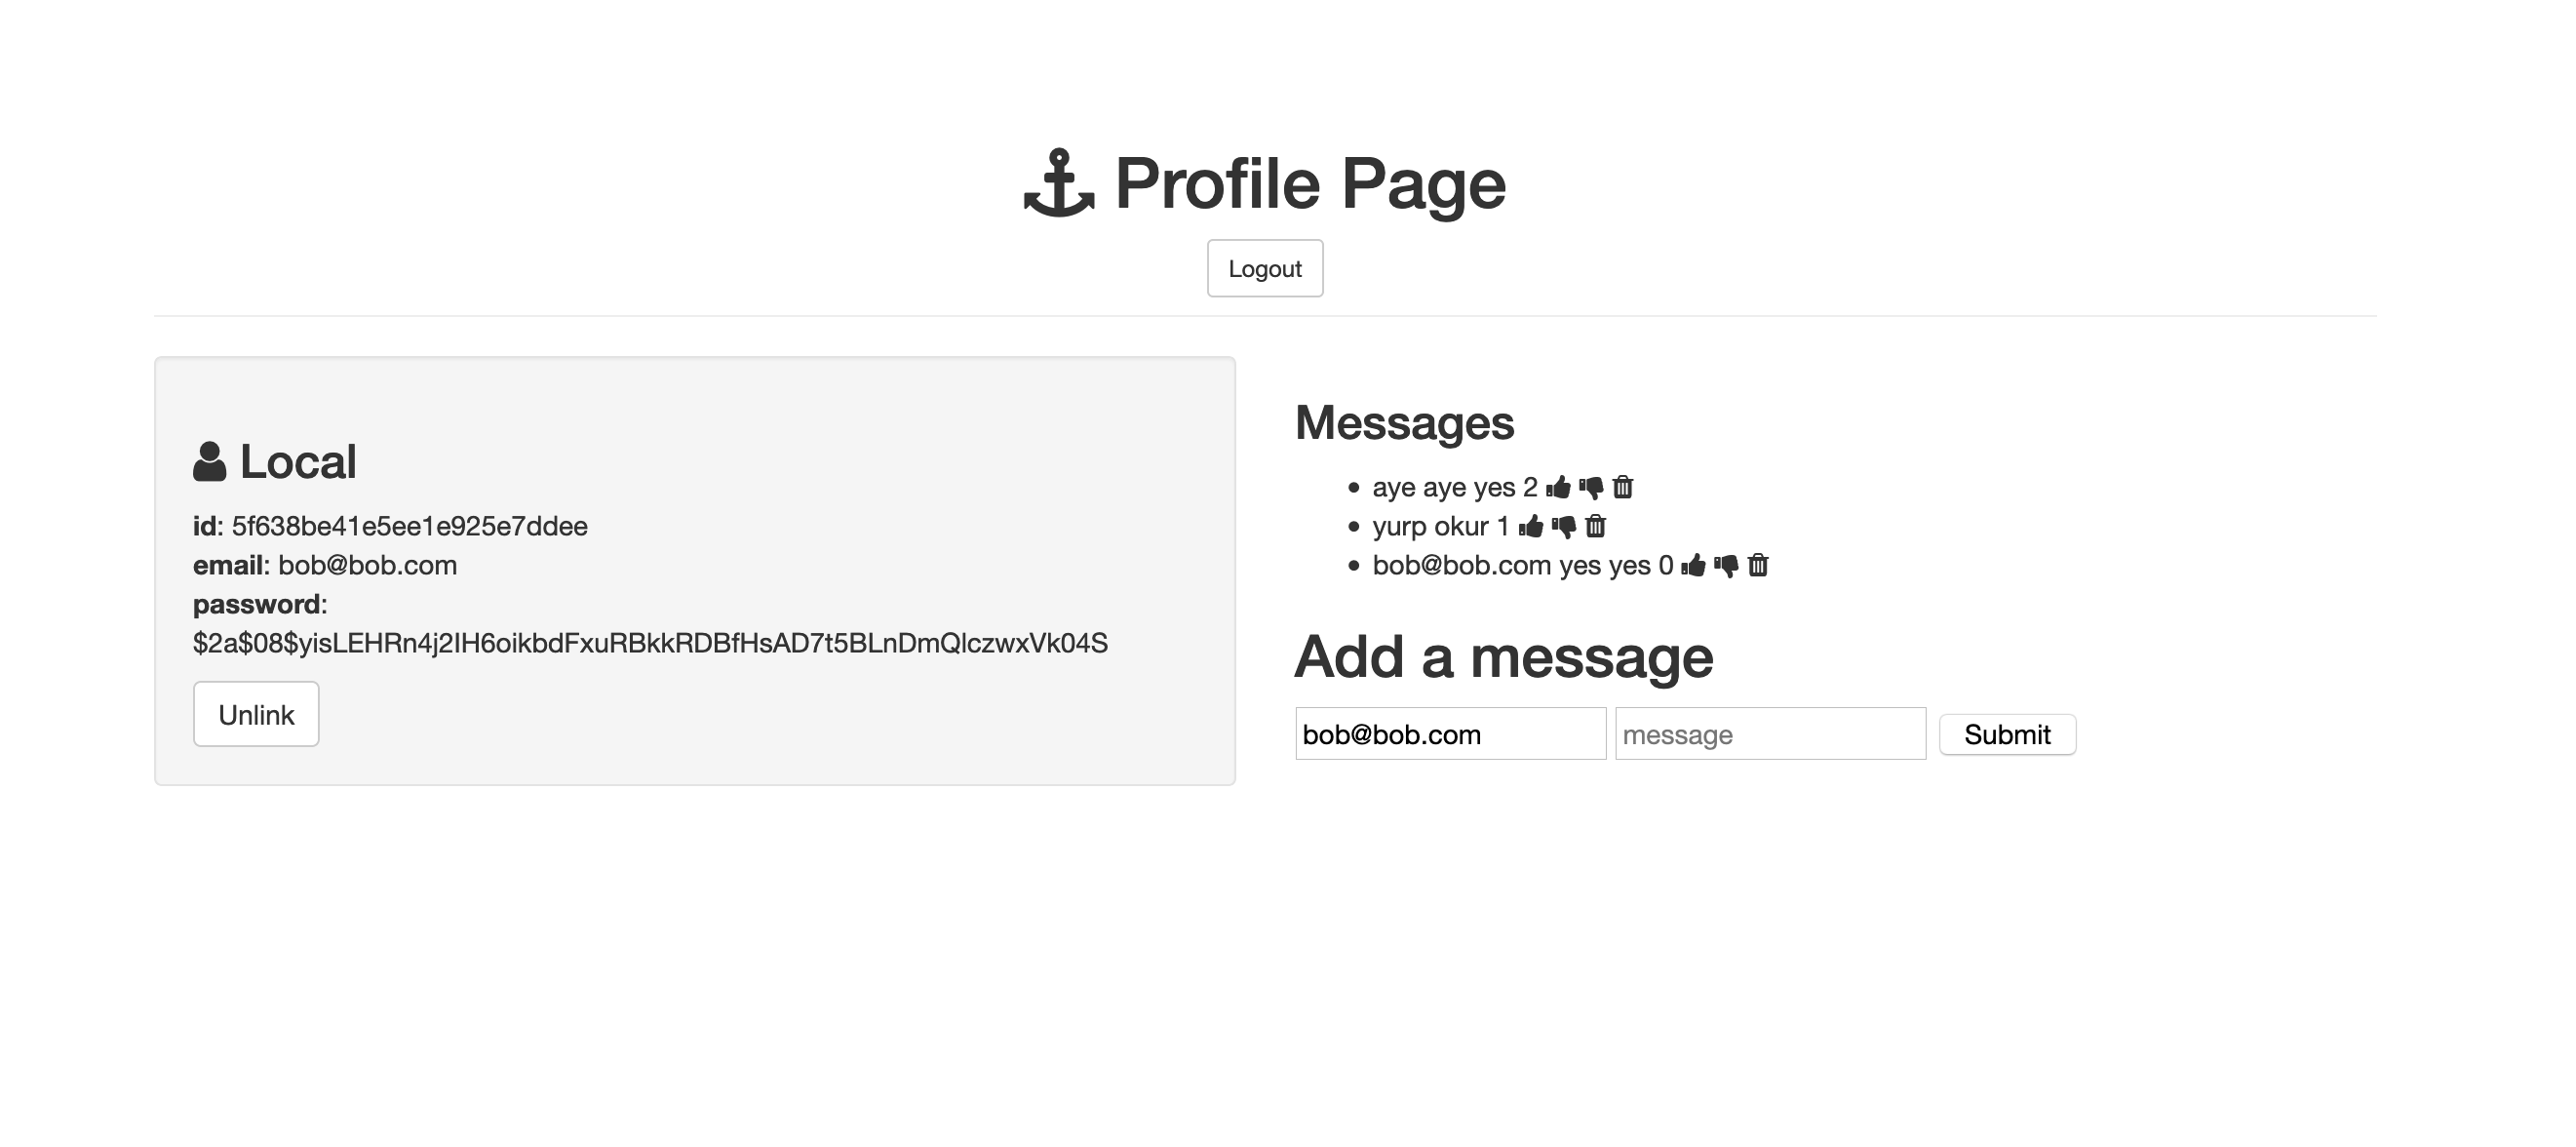 Profile Page
Logout
Local
id: 5f638be41e5ee1e925e7ddee
email: bob@bob.com
password:
$2a$08$yisLEHRn4j2IH6oikbdFxuRBkkRDBfHsAD7t5BLnDmQlczwxVk04S
Unlink
Messages
aye aye yes 2
yurp okur 1
bob@bob.com yes yes 0
Add a message
bob@bob.com message Submit